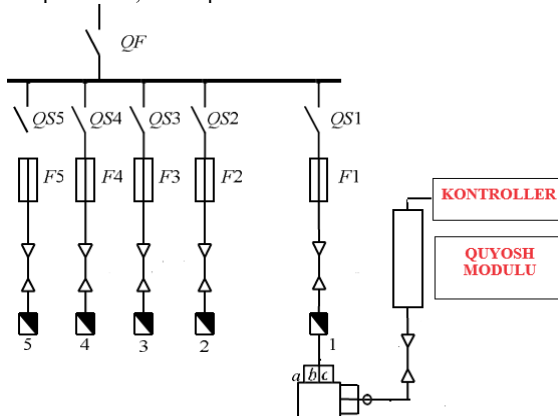 QF
QS5 QS4 QS3 QS2 QS1
F5 F4 F3 F2 F1
KONTROLLER
QUYOSH
MODULU
5 4 3 2 1
a b c